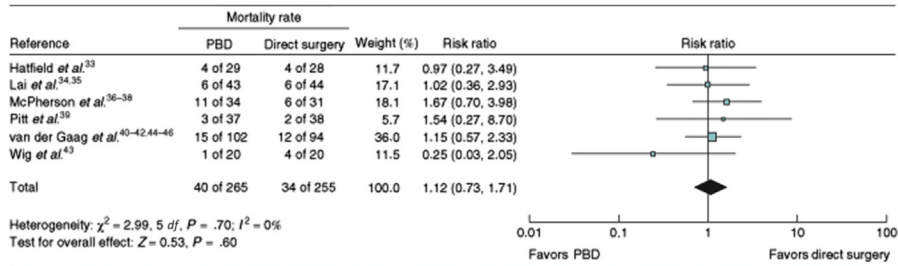 Mortality rate
Reference PBD Direct surgery Weight (%) Risk ratio Risk ratio
Hatfield et al.33 4 of 29 4 of 28 11.7 0.97 (0.27, 3.49)
Lai et al.34,35 6 of 43 6 of 44 17.1 1.02 (0.36, 2.93)
McPherson et al.36–38 11 of 34 6 of 31 18.1 1.67 (0.70, 3.98)
Pitt et al.39 3 of 37 2 of 38 5.7 1.54 (0.27, 8.70)
van der Gaag et al.40–42,44–46 15 of 102 12 of 94 36.0 1.15 (0.57, 2.33)
Wig et al.43 1 of 20 4 of 20 11.5 0.25 (0.03, 2.05)
Total 40 of 265 34 of 255 100.0 1.12 (0.73, 1.71)
Heterogeneity: χ2 = 2.99, 5 df, P = .70; I2 = 0%
Test for overall effect: Z = 0.53, P = .60
0.01 0.1 1 10 100
Favors PBD Favors direct surgery